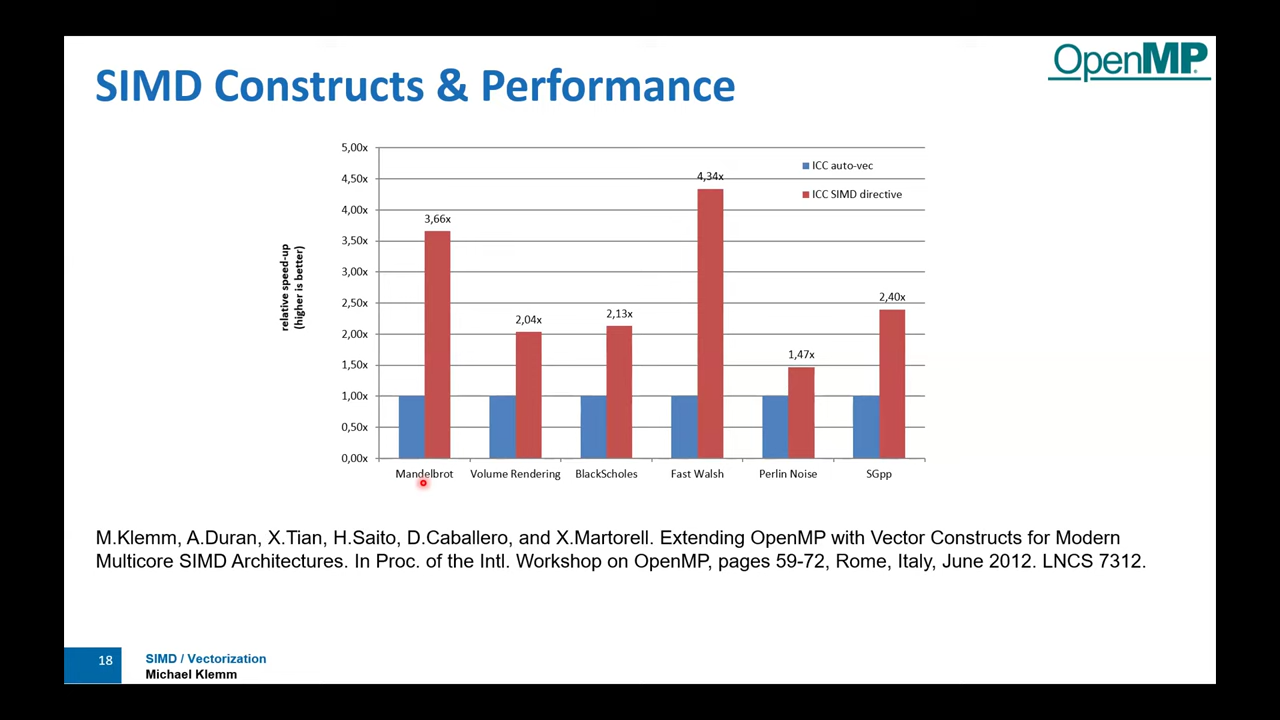 SIMD Constructs & Performance
OpenMP®
5,00x
4,50x
4,00x
3,50x
3,00x
2,50x
2,00x
1,50x
1,00x
0,50x
0,00x
relative speed-up
(higher is better)
ICC auto-vec
ICC SIMD directive
3,66x
2,04x
2,13x
4,34x
1,47x
2,40x
Mandelbrot
Volume Rendering
BlackScholes
Fast Walsh
Perlin Noise
SGpp
M.Klemm, A.Duran, X.Tian, H.Saito, D.Caballero, and X.Martorell. Extending OpenMP with Vector Constructs for Modern
Multicore SIMD Architectures. In Proc. of the Intl. Workshop on OpenMP, pages 59-72, Rome, Italy, June 2012. LNCS 7312.
18
SIMD / Vectorization
Michael Klemm